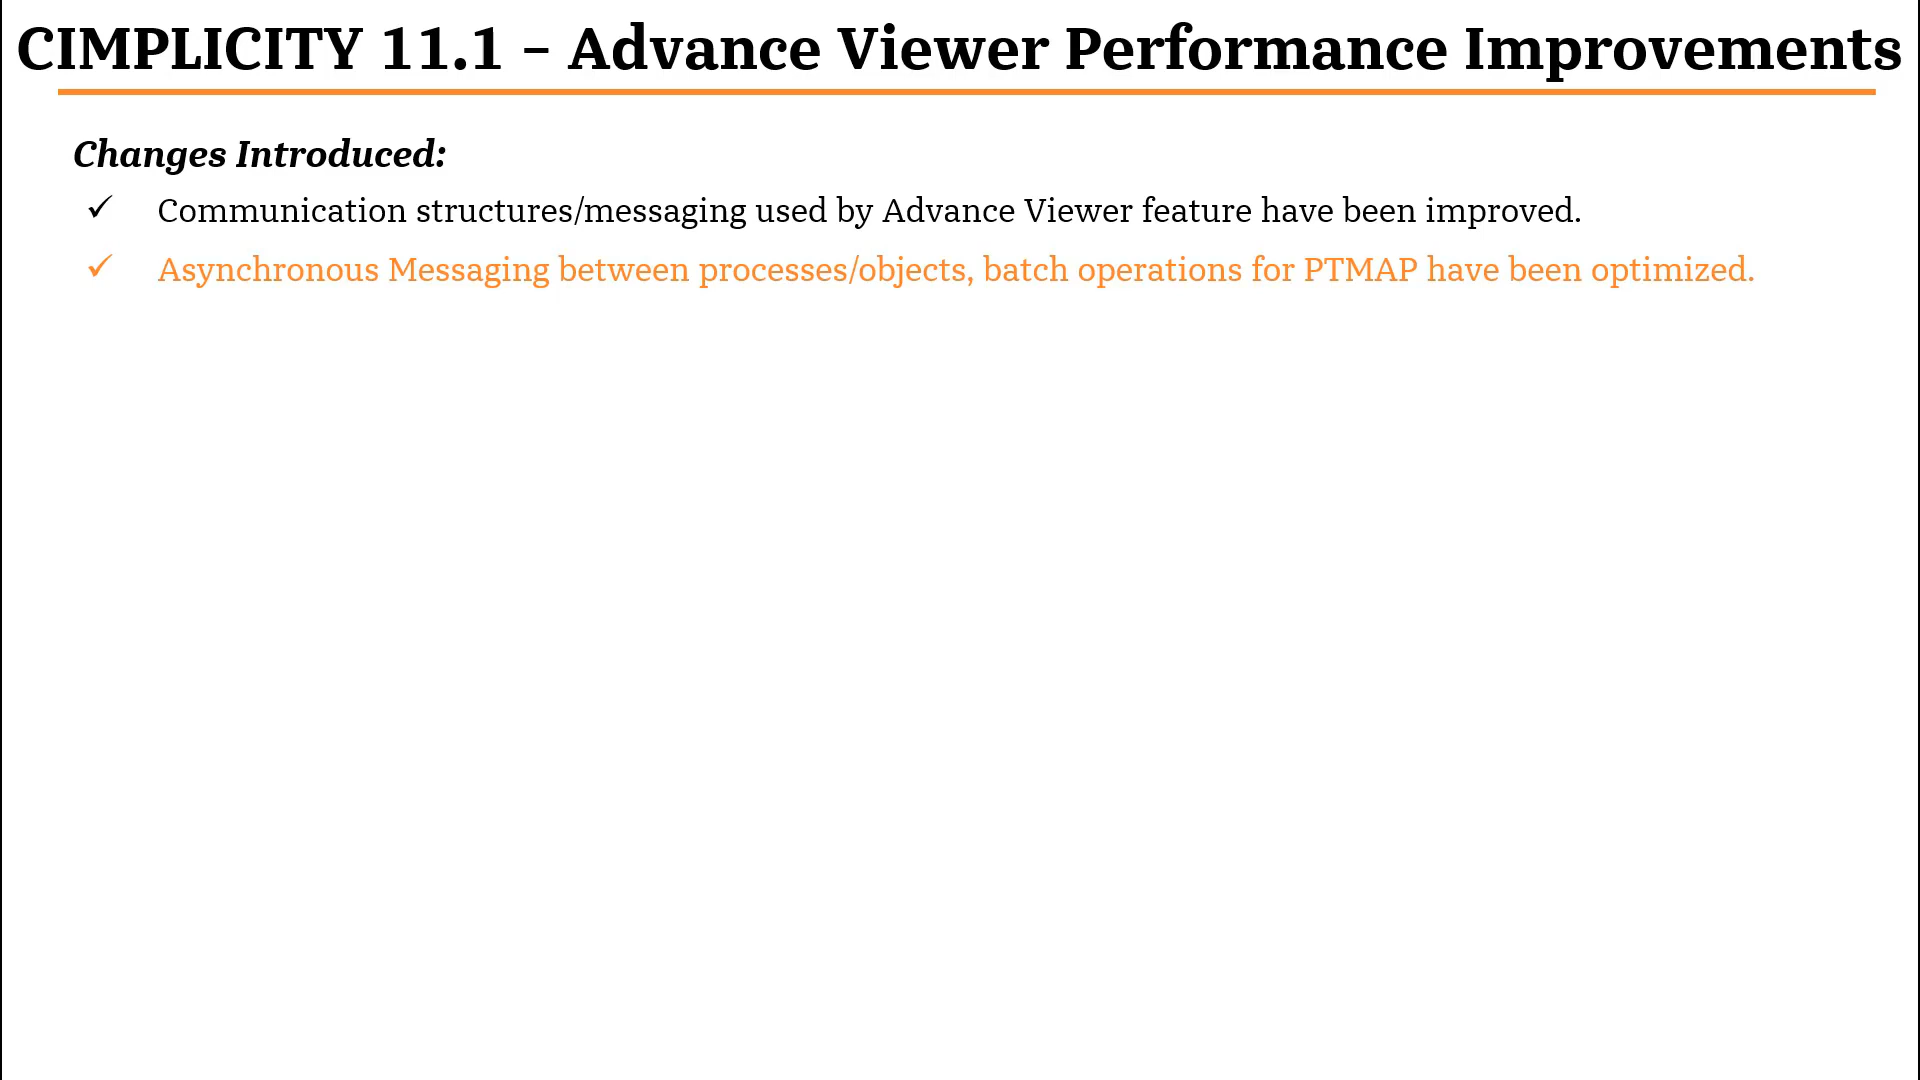 CIMPLICITY 11.1 – Advance Viewer Performance Improvements
Changes Introduced:
✓ Communication structures/messaging used by Advance Viewer feature have been improved.
✓ Asynchronous Messaging between processes/objects, batch operations for PTMAP have been optimized.